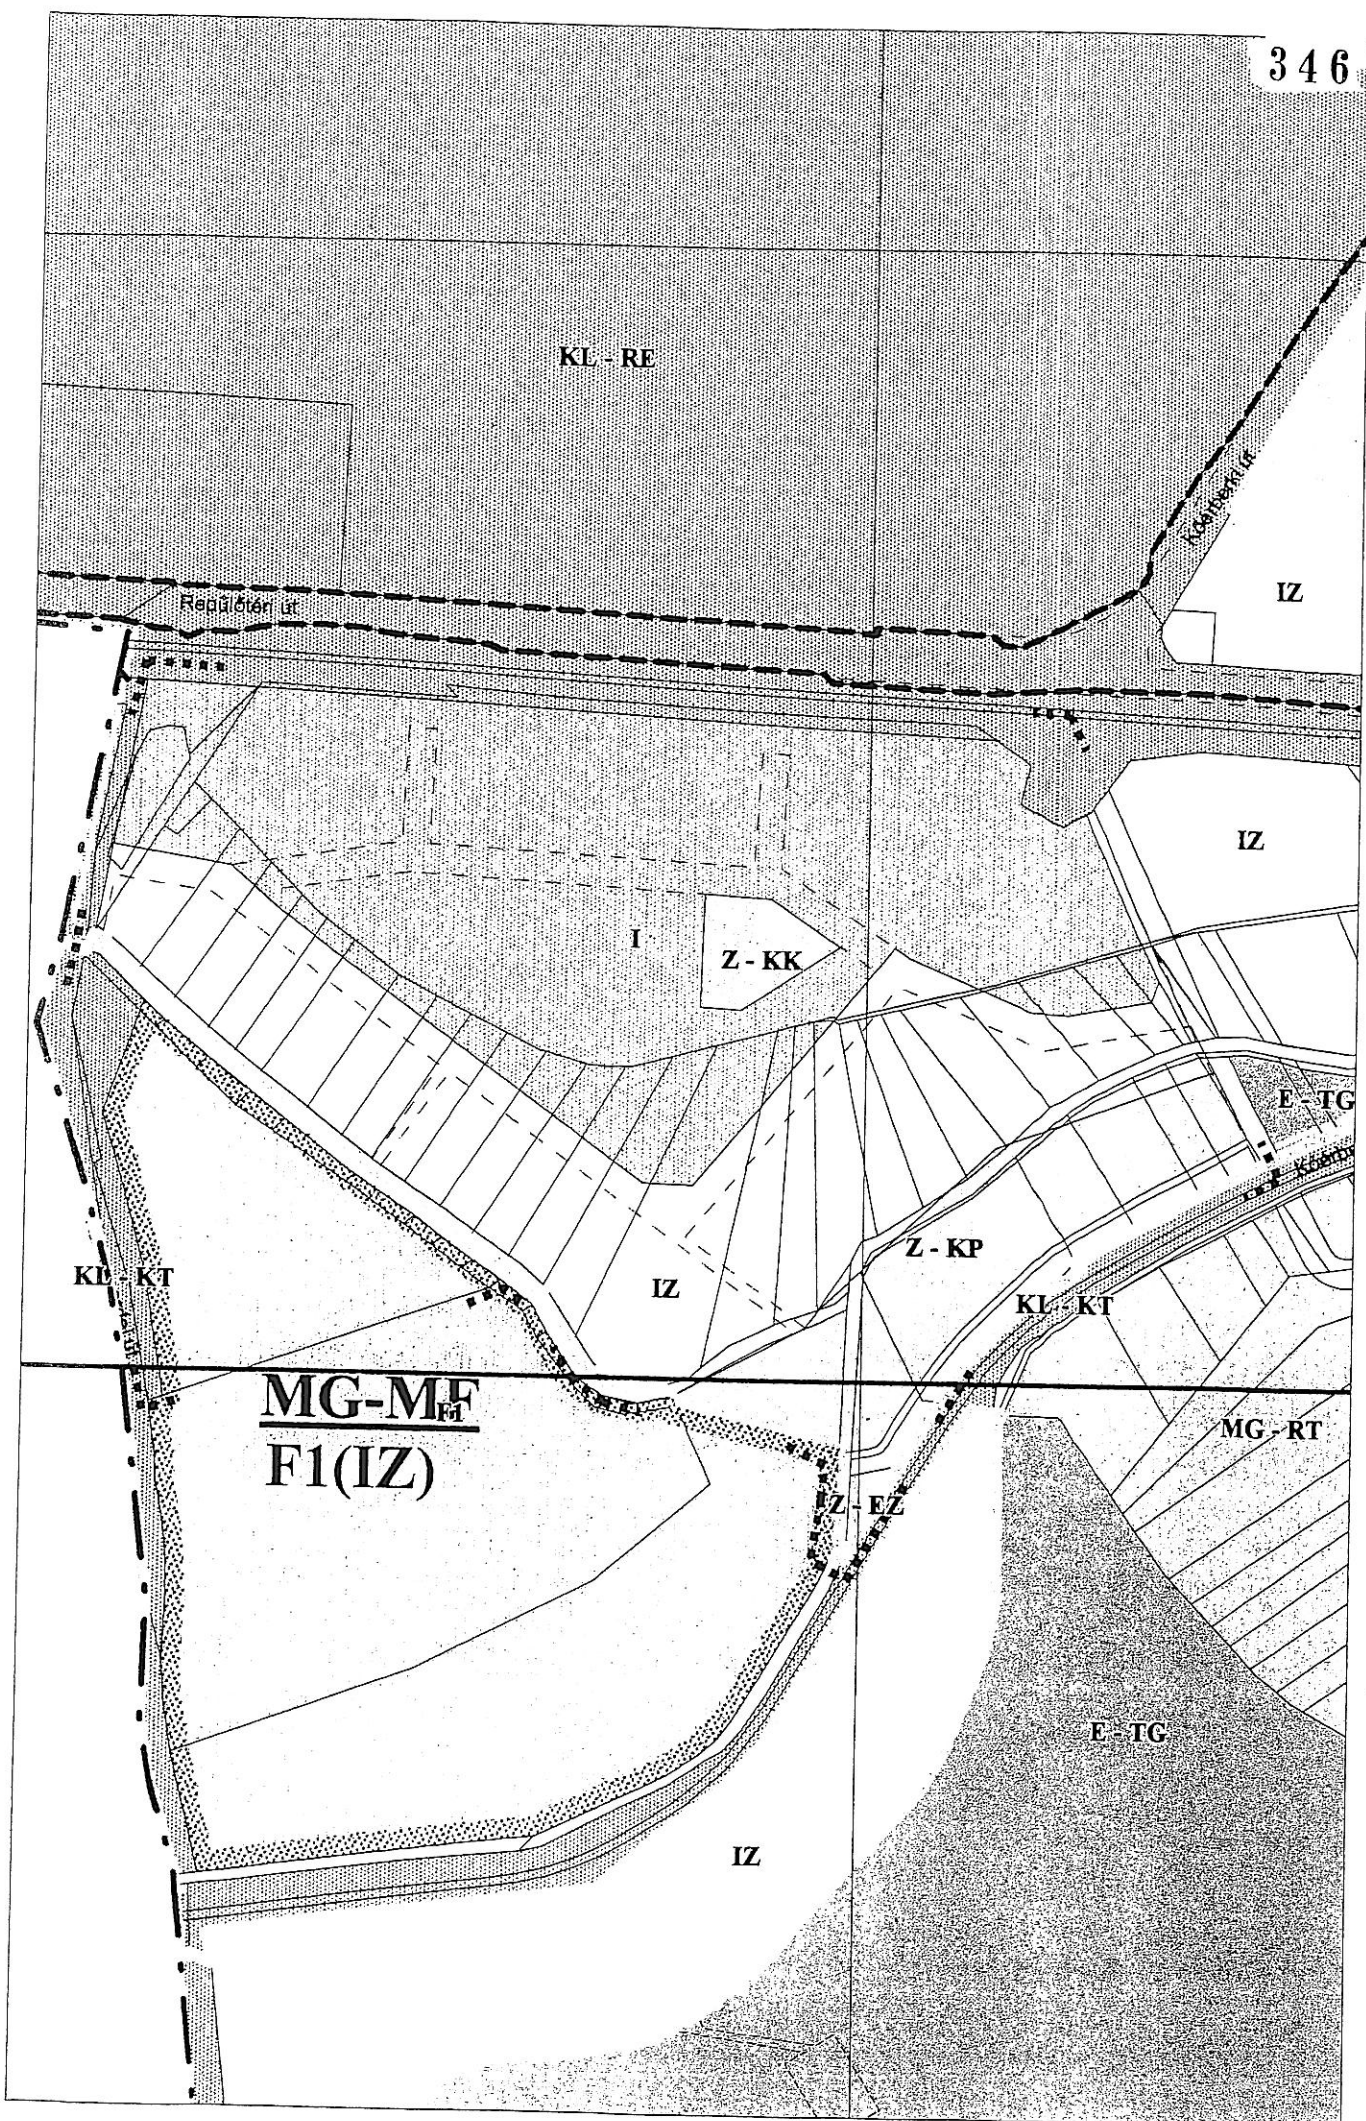 346
KL - RE
Kőérberki út
IZ
Repülőtéri út
IZ
I
Z - KK
E - TG
Z - KP
KL - KT
IZ
KL - KT
MG-MF
F1
F1(IZ)
MG - RT
Z - EZ
E - TG
IZ